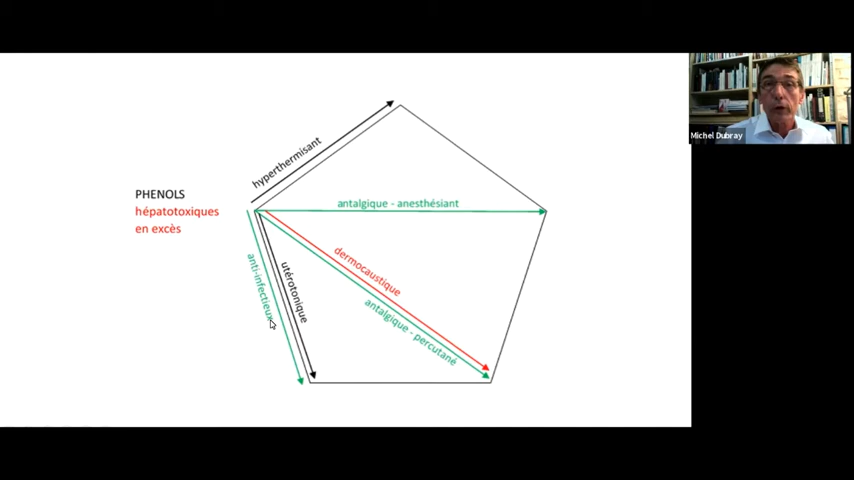 Michel Dubray
hyperthermisant
PHENOLS
hépatotoxiques
en excès
antalgique - anesthésiant
dermocaustique
antalgique - percutané
utérotonique
anti-infectieux